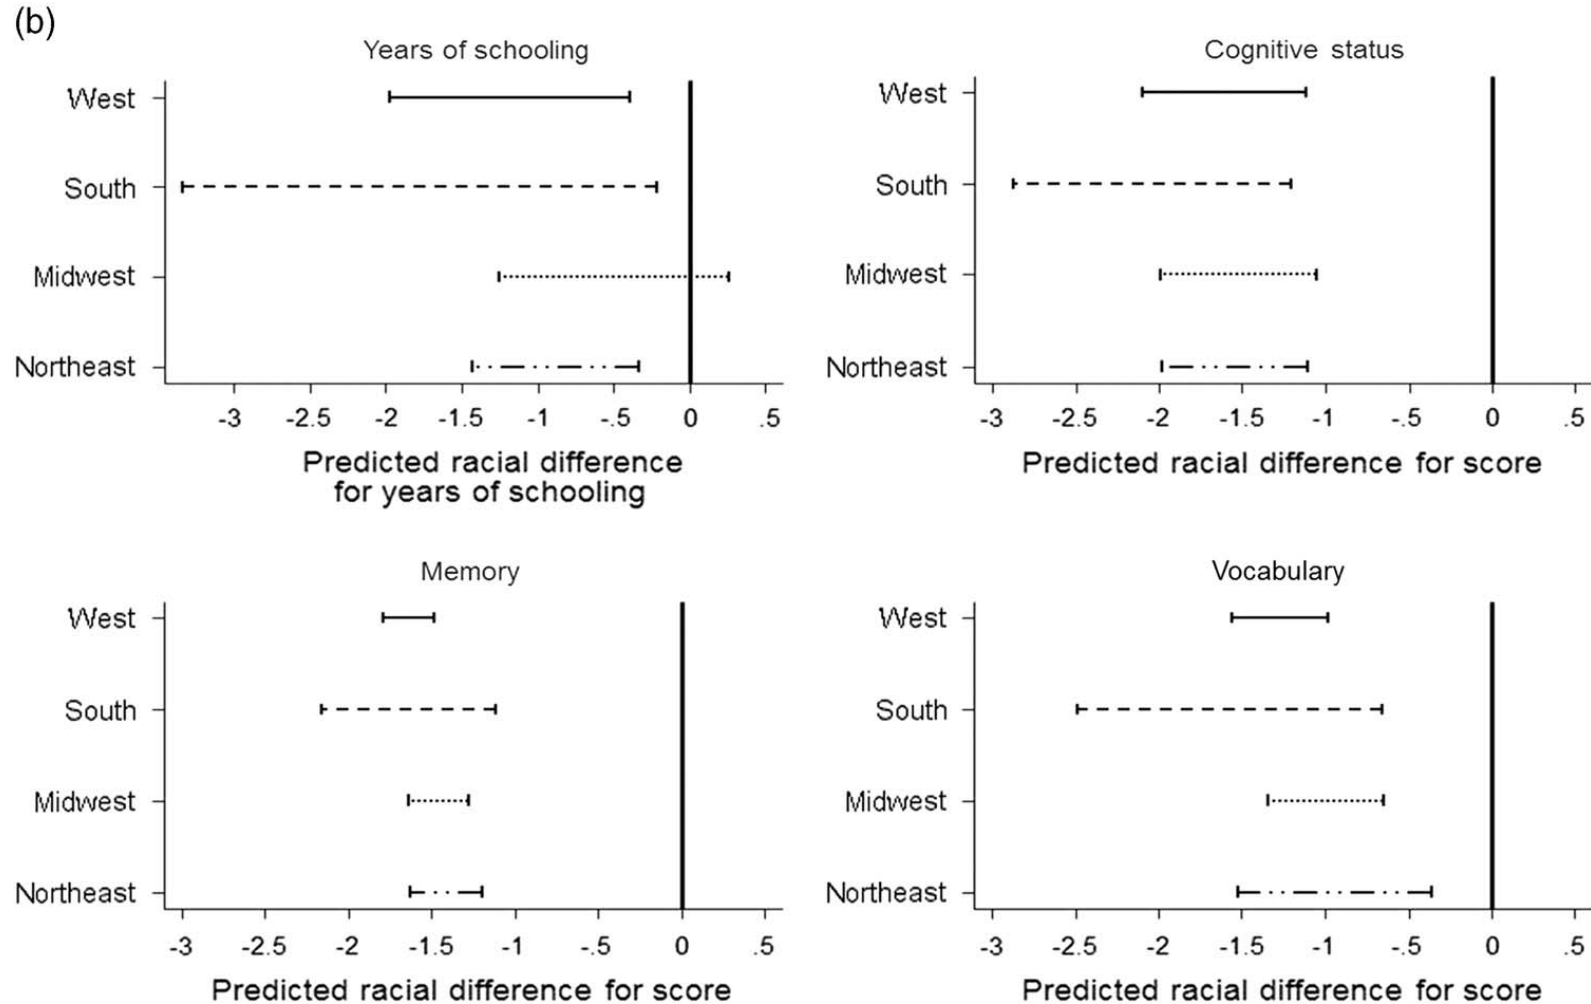 (b)
Years of schooling
West
South
Midwest
Northeast
-3 -2.5 -2 -1.5 -1 -.5 0 .5
Predicted racial difference
for years of schooling
Cognitive status
West
South
Midwest
Northeast
-3 -2.5 -2 -1.5 -1 -.5 0 .5
Predicted racial difference for score
Memory
West
South
Midwest
Northeast
-3 -2.5 -2 -1.5 -1 -.5 0 .5
Predicted racial difference for score
Vocabulary
West
South
Midwest
Northeast
-3 -2.5 -2 -1.5 -1 -.5 0 .5
Predicted racial difference for score